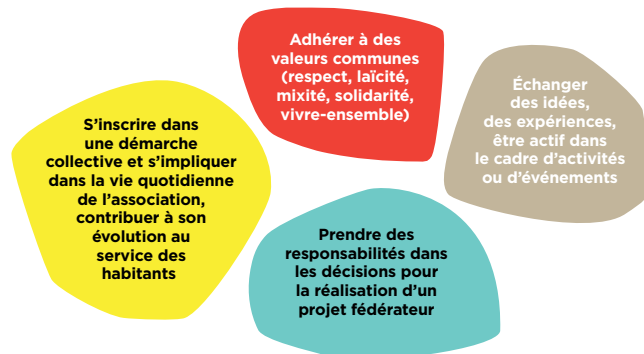 Adhérer à des
valeurs communes
(respect, laïcité,
mixité, solidarité,
vivre-ensemble)
Échanger
des idées,
des expériences,
être actif dans
le cadre d’activités
ou d’événements
S’inscrire dans
une démarche
collective et s’impliquer
dans la vie quotidienne
de l’association,
contribuer à son
évolution au
service des
habitants
Prendre des
responsabilités dans
les décisions pour
la réalisation d’un
projet fédérateur